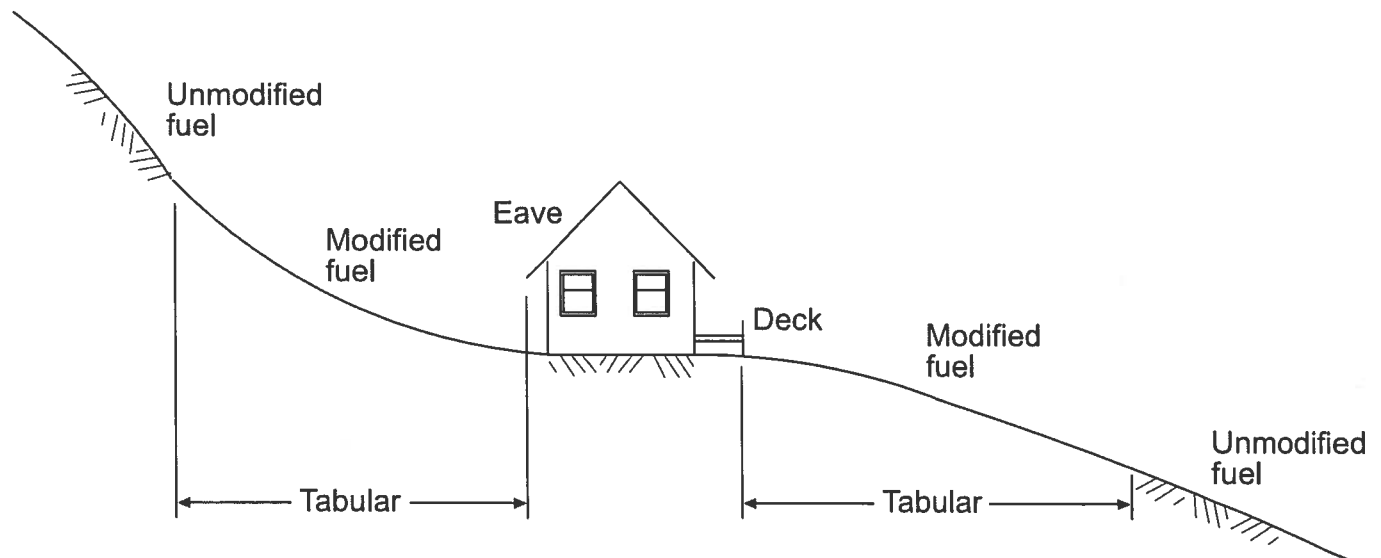 Unmodified
fuel
Eave
Modified
fuel
Deck
Modified
fuel
Unmodified
fuel
Tabular
Tabular